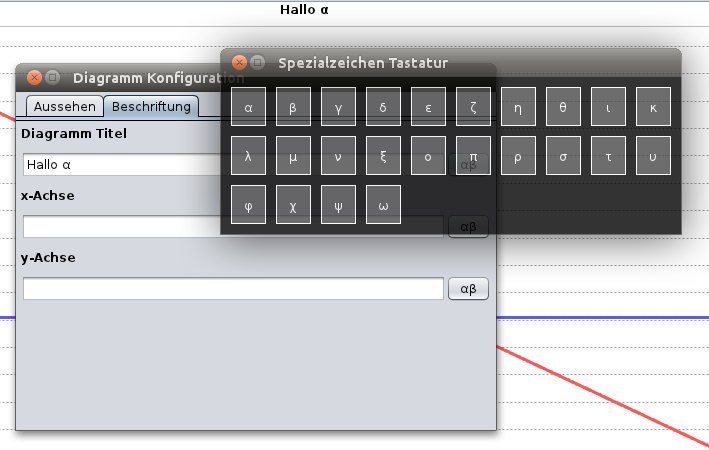 Hallo α
Spezialzeichen Tastatur
Diagramm Konfiguration
α β γ δ ε ζ η θ ι κ
λ μ ν ξ ο π ρ σ τ υ
φ χ ψ ω
Aussehen Beschriftung
Diagramm Titel
Hallo α αβ
x-Achse
αβ
y-Achse
αβ